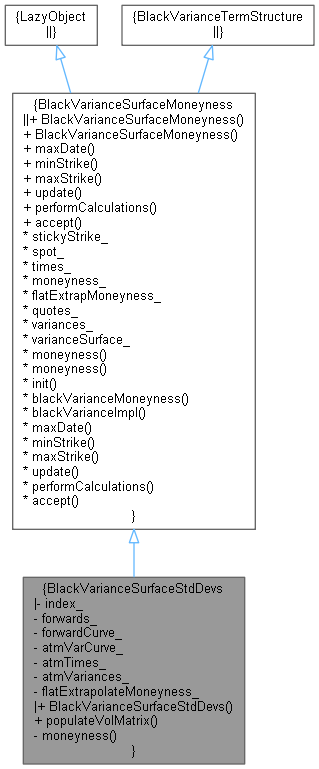 {LazyObject
||}
{BlackVarianceTermStructure
||}
{BlackVarianceSurfaceMoneyness
||+ BlackVarianceSurfaceMoneyness()
+ BlackVarianceSurfaceMoneyness()
+ maxDate()
+ minStrike()
+ maxStrike()
+ update()
+ performCalculations()
+ accept()
* stickyStrike_
* spot_
* times_
* moneyness_
* flatExtrapMoneyness_
* quotes_
* variances_
* varianceSurface_
* moneyness()
* moneyness()
* init()
* blackVarianceMoneyness()
* blackVarianceImpl()
* maxDate()
* minStrike()
* maxStrike()
* update()
* performCalculations()
* accept()
}
{BlackVarianceSurfaceStdDevs
|- index_
- forwards_
- forwardCurve_
- atmVarCurve_
- atmTimes_
- atmVariances_
- flatExtrapolateMoneyness_
|+ BlackVarianceSurfaceStdDevs()
+ populateVolMatrix()
- moneyness()
}